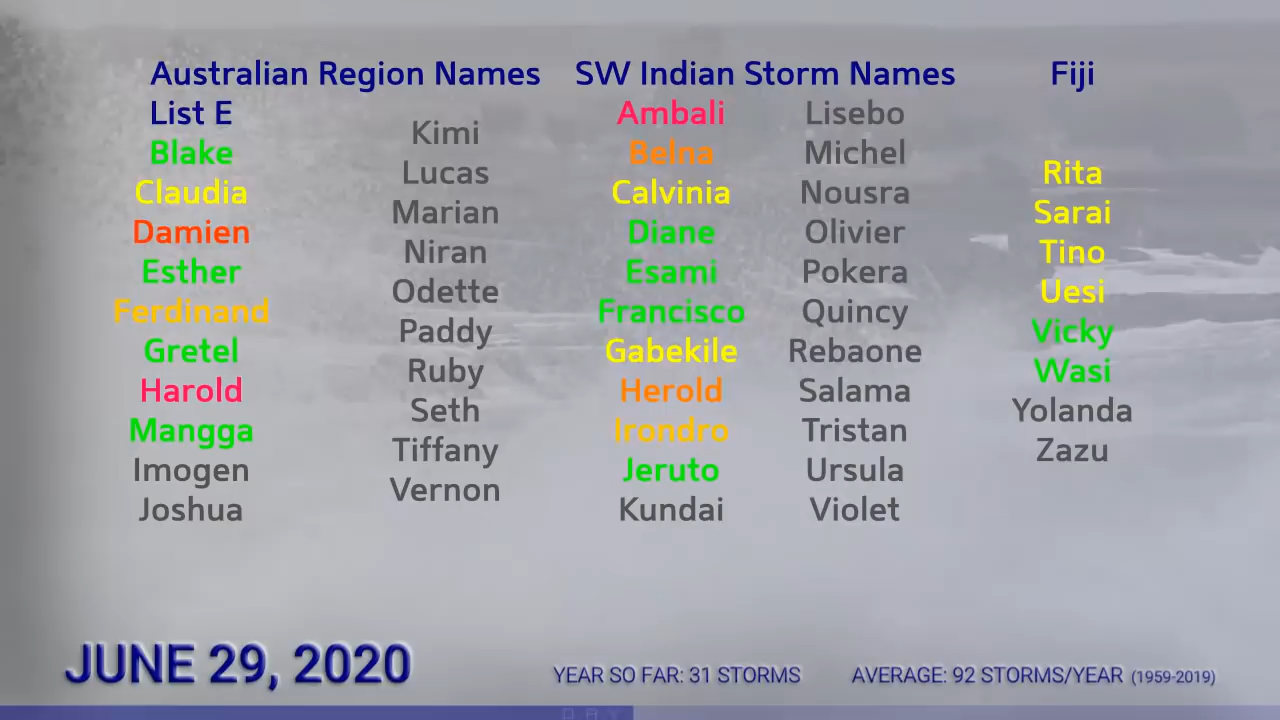 Australian Region Names
List E
Blake
Claudia
Damien
Esther
Ferdinand
Gretel
Harold
Mangga
Imogen
Joshua
Kimi
Lucas
Marian
Niran
Odette
Paddy
Ruby
Seth
Tiffany
Vernon
SW Indian Storm Names
Ambali
Belna
Calvinia
Diane
Esami
Francisco
Gabekile
Herold
Irondro
Jeruto
Kundai
Lisebo
Michel
Nousra
Olivier
Pokera
Quincy
Rebaone
Salama
Tristan
Ursula
Violet
Fiji
Rita
Sarai
Tino
Uesi
Vicky
Wasi
Yolanda
Zazu
JUNE 29, 2020
YEAR SO FAR: 31 STORMS
AVERAGE: 92 STORMS/YEAR (1959-2019)